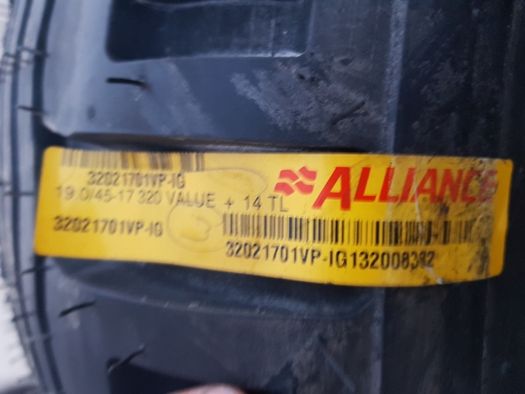 32021701VP-IG
ALLIANCE
19.0/45-17 320 VALUE + 14 TL
32021701VP-IG
32021701VP-IG132008382